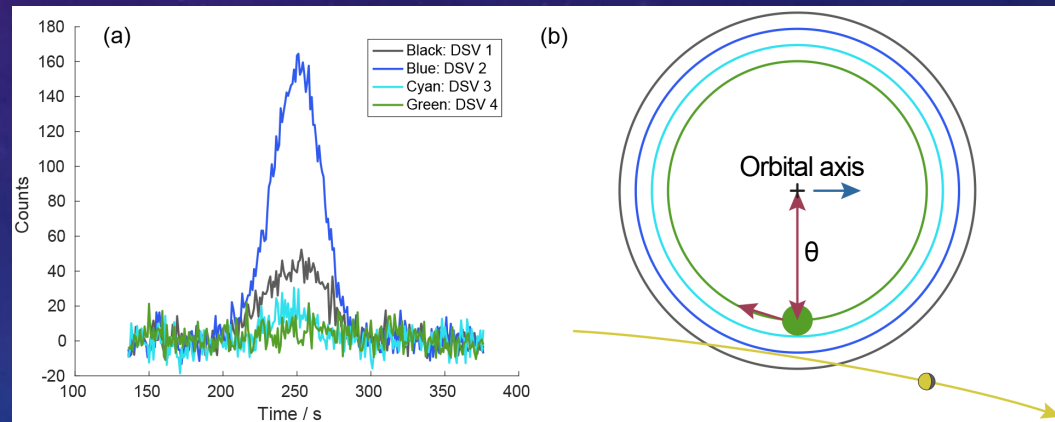 (a)
180
160
140
120
100
80
60
40
20
0
-20
Counts
100
150
200
250
300
350
400
Time / s
Black: DSV 1
Blue: DSV 2
Cyan: DSV 3
Green: DSV 4
(b)
Orbital axis
θ